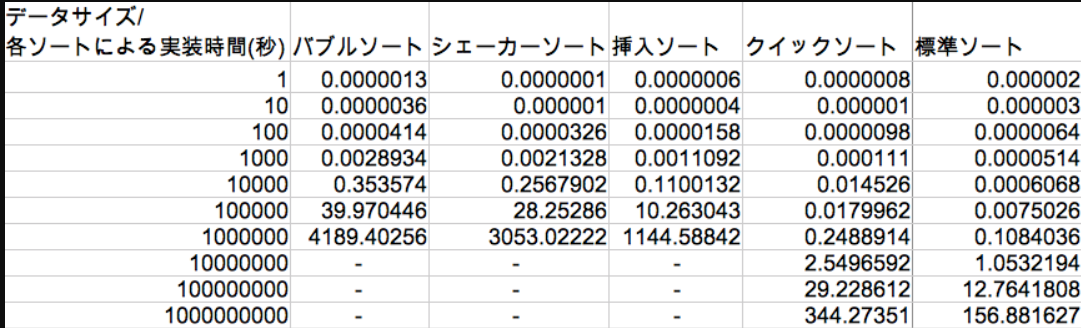 データサイズ/
各ソートによる実装時間(秒) バブルソート シェーカーソート 挿入ソート クイックソート 標準ソート
1 0.0000013 0.0000001 0.0000006 0.0000008 0.000002
10 0.0000036 0.000001 0.0000004 0.000001 0.000003
100 0.0000414 0.0000326 0.0000158 0.0000098 0.0000064
1000 0.0028934 0.0021328 0.0011092 0.000111 0.0000514
10000 0.353574 0.2567902 0.1100132 0.014526 0.0006068
100000 39.970446 28.25286 10.263043 0.0179962 0.0075026
1000000 4189.40256 3053.02222 1144.58842 0.2488914 0.1084036
10000000 - - - 2.5496592 1.0532194
100000000 - - - 29.228612 12.7641808
1000000000 - - - 344.27351 156.881627